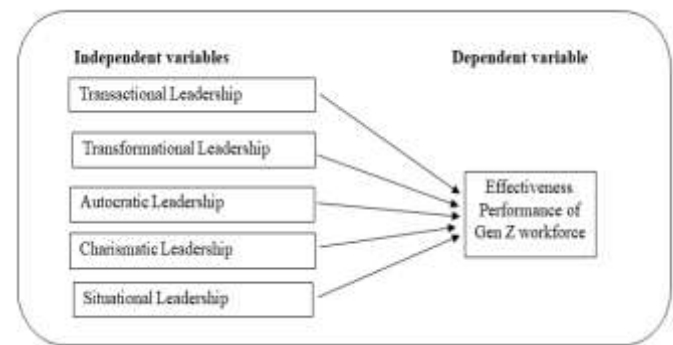 Independent variables
Dependent variable
Transactional Leadership
Transformational Leadership
Autocratic Leadership
Charismatic Leadership
Situational Leadership
Effectiveness
Performance of
Gen Z workforce